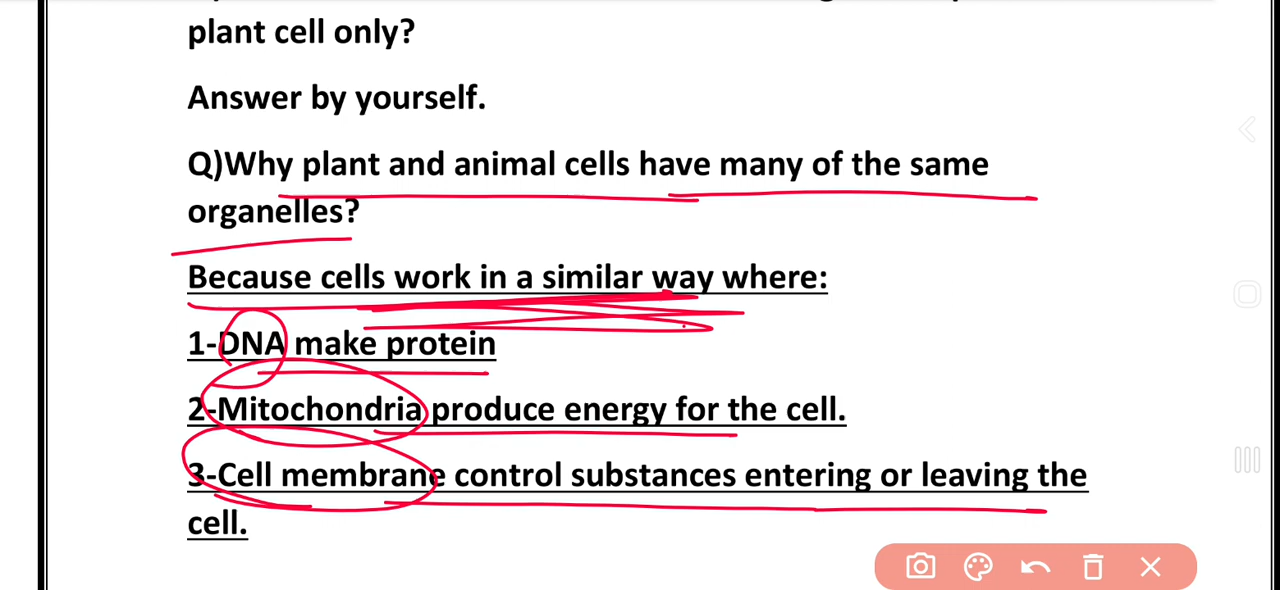 plant cell only?
Answer by yourself.
Q)Why plant and animal cells have many of the same
organelles?
Because cells work in a similar way where:
1-DNA make protein
2-Mitochondria produce energy for the cell.
3-Cell membrane control substances entering or leaving the
cell.